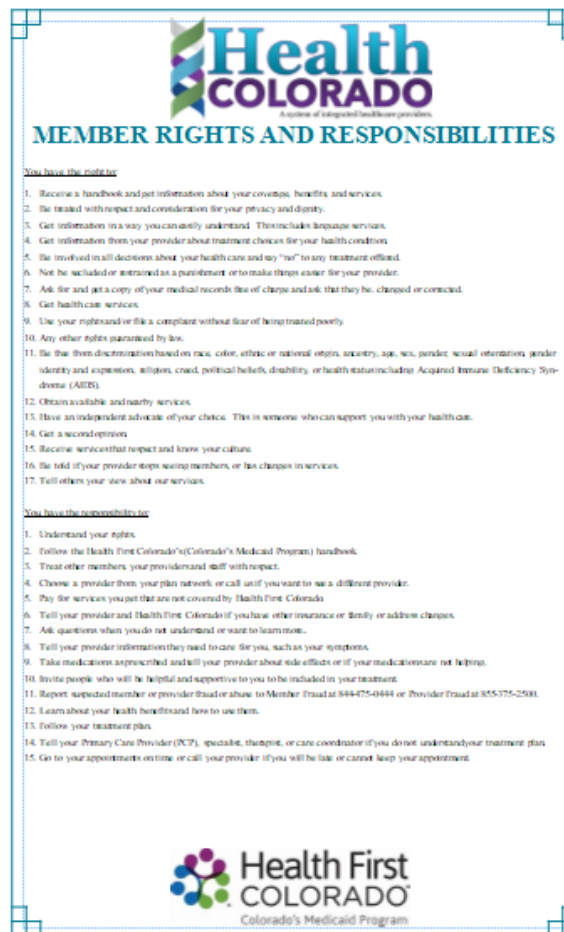 Health
COLORADO
A system of integrated healthcare providers
MEMBER RIGHTS AND RESPONSIBILITIES
You have the right to:
1. Receive a handbook and get information about your coverage, benefits, and services.
2. Be treated with respect and consideration for your privacy and dignity.
3. Get information in a way you can easily understand. This includes language services.
4. Get information from your provider about treatment choices for your health condition.
5. Be involved in all decisions about your health care and say "no" to any treatment offered.
6. Not be secluded or restrained as a punishment or to make things easier for your provider.
7. Ask for and get a copy of your medical records free of charge and ask that they be. changed or corrected.
8. Get health care services.
9. Use your rights and/or file a complaint without fear of being treated poorly.
10. Any other rights guaranteed by law.
11. Be free from discrimination based on race, color, ethnic or national origin, ancestry, age, sex, gender, sexual orientation, gender
identity and expression, religion, creed, political beliefs, disability, or health status including Acquired Immune Deficiency Syn-
drome (AIDS).
12. Obtain available and nearby services.
13. Have an independent advocate of your choice. This is someone who can support you with your health care.
14. Get a second opinion.
15. Receive services that respect and know your culture.
16. Be told if your provider stops seeing members, or has changes in services.
17. Tell others your view about our services.
You have the responsibility to:
1. Understand your rights.
2. Follow the Health First Colorado's (Colorado's Medicaid Program) handbook.
3. Treat other members, your providers and staff with respect.
4. Choose a provider from your plan network or call us if you want to see a different provider.
5. Pay for services you get that are not covered by Health First Colorado.
6. Tell your provider and Health First Colorado if you have other insurance or family or address changes.
7. Ask questions when you do not understand or want to learn more..
8. Tell your provider information they need to care for you, such as your symptoms.
9. Take medications as prescribed and tell your provider about side effects or if your medications are not helping.
10. Invite people who will be helpful and supportive to you to be included in your treatment.
11. Report suspected member or provider fraud or abuse to Member Fraud at 844-475-0444 or Provider Fraud at 855-375-2500.
12. Learn about your health benefits and how to use them.
13. Follow your treatment plan.
14. Tell your Primary Care Provider (PCP), specialist, therapist, or care coordinator if you do not understand your treatment plan.
15. Go to your appointments on time or call your provider if you will be late or cannot keep your appointment.
Health First
COLORADO
Colorado's Medicaid Program